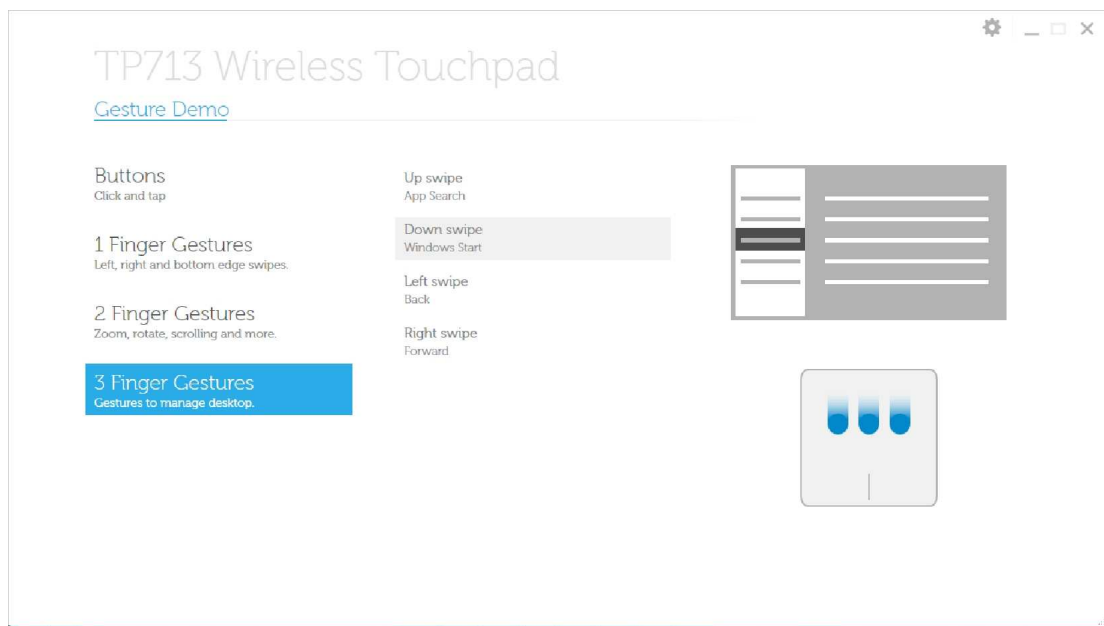 TP713 Wireless Touchpad
Gesture Demo
Buttons
Click and tap
1 Finger Gestures
Left, right and bottom edge swipes.
2 Finger Gestures
Zoom, rotate, scrolling and more.
3 Finger Gestures
Gestures to manage desktop.
Up swipe
App Search
Down swipe
Windows Start
Left swipe
Back
Right swipe
Forward